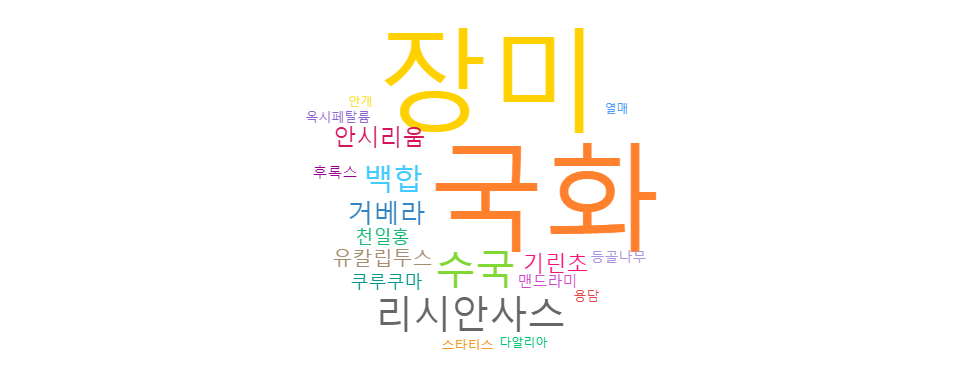 장미
안개
열매
옥시페탈륨
안시리움
국화
후록스
백합
거베라
천일홍
유칼립투스
수국
기린초
등골나무
쿠루쿠마
맨드라미
용담
리시안사스
스타티스
다알리아